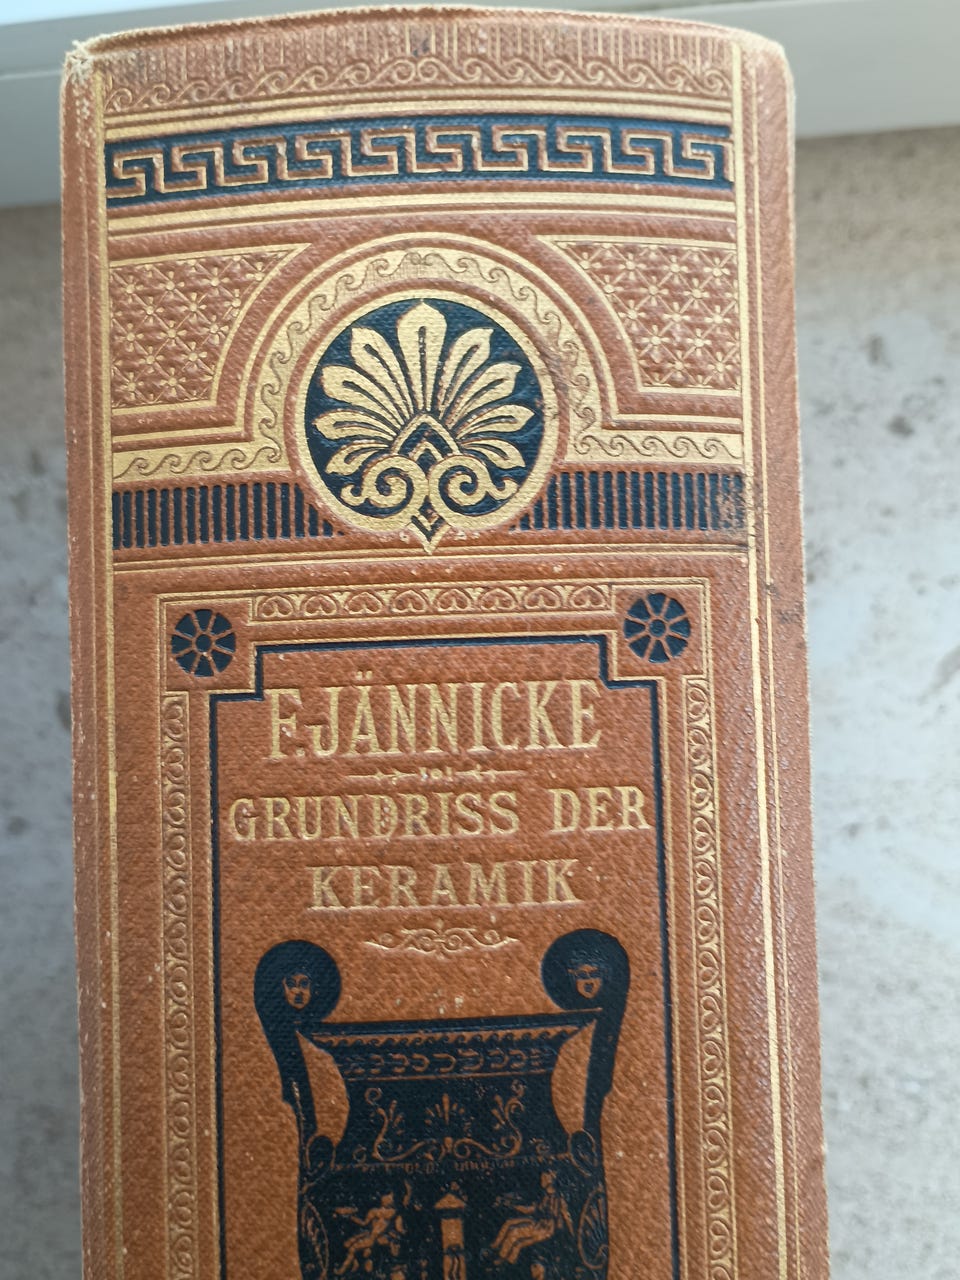 F. JÄNNICKE
GRUNDRISS DER
KERAMIK